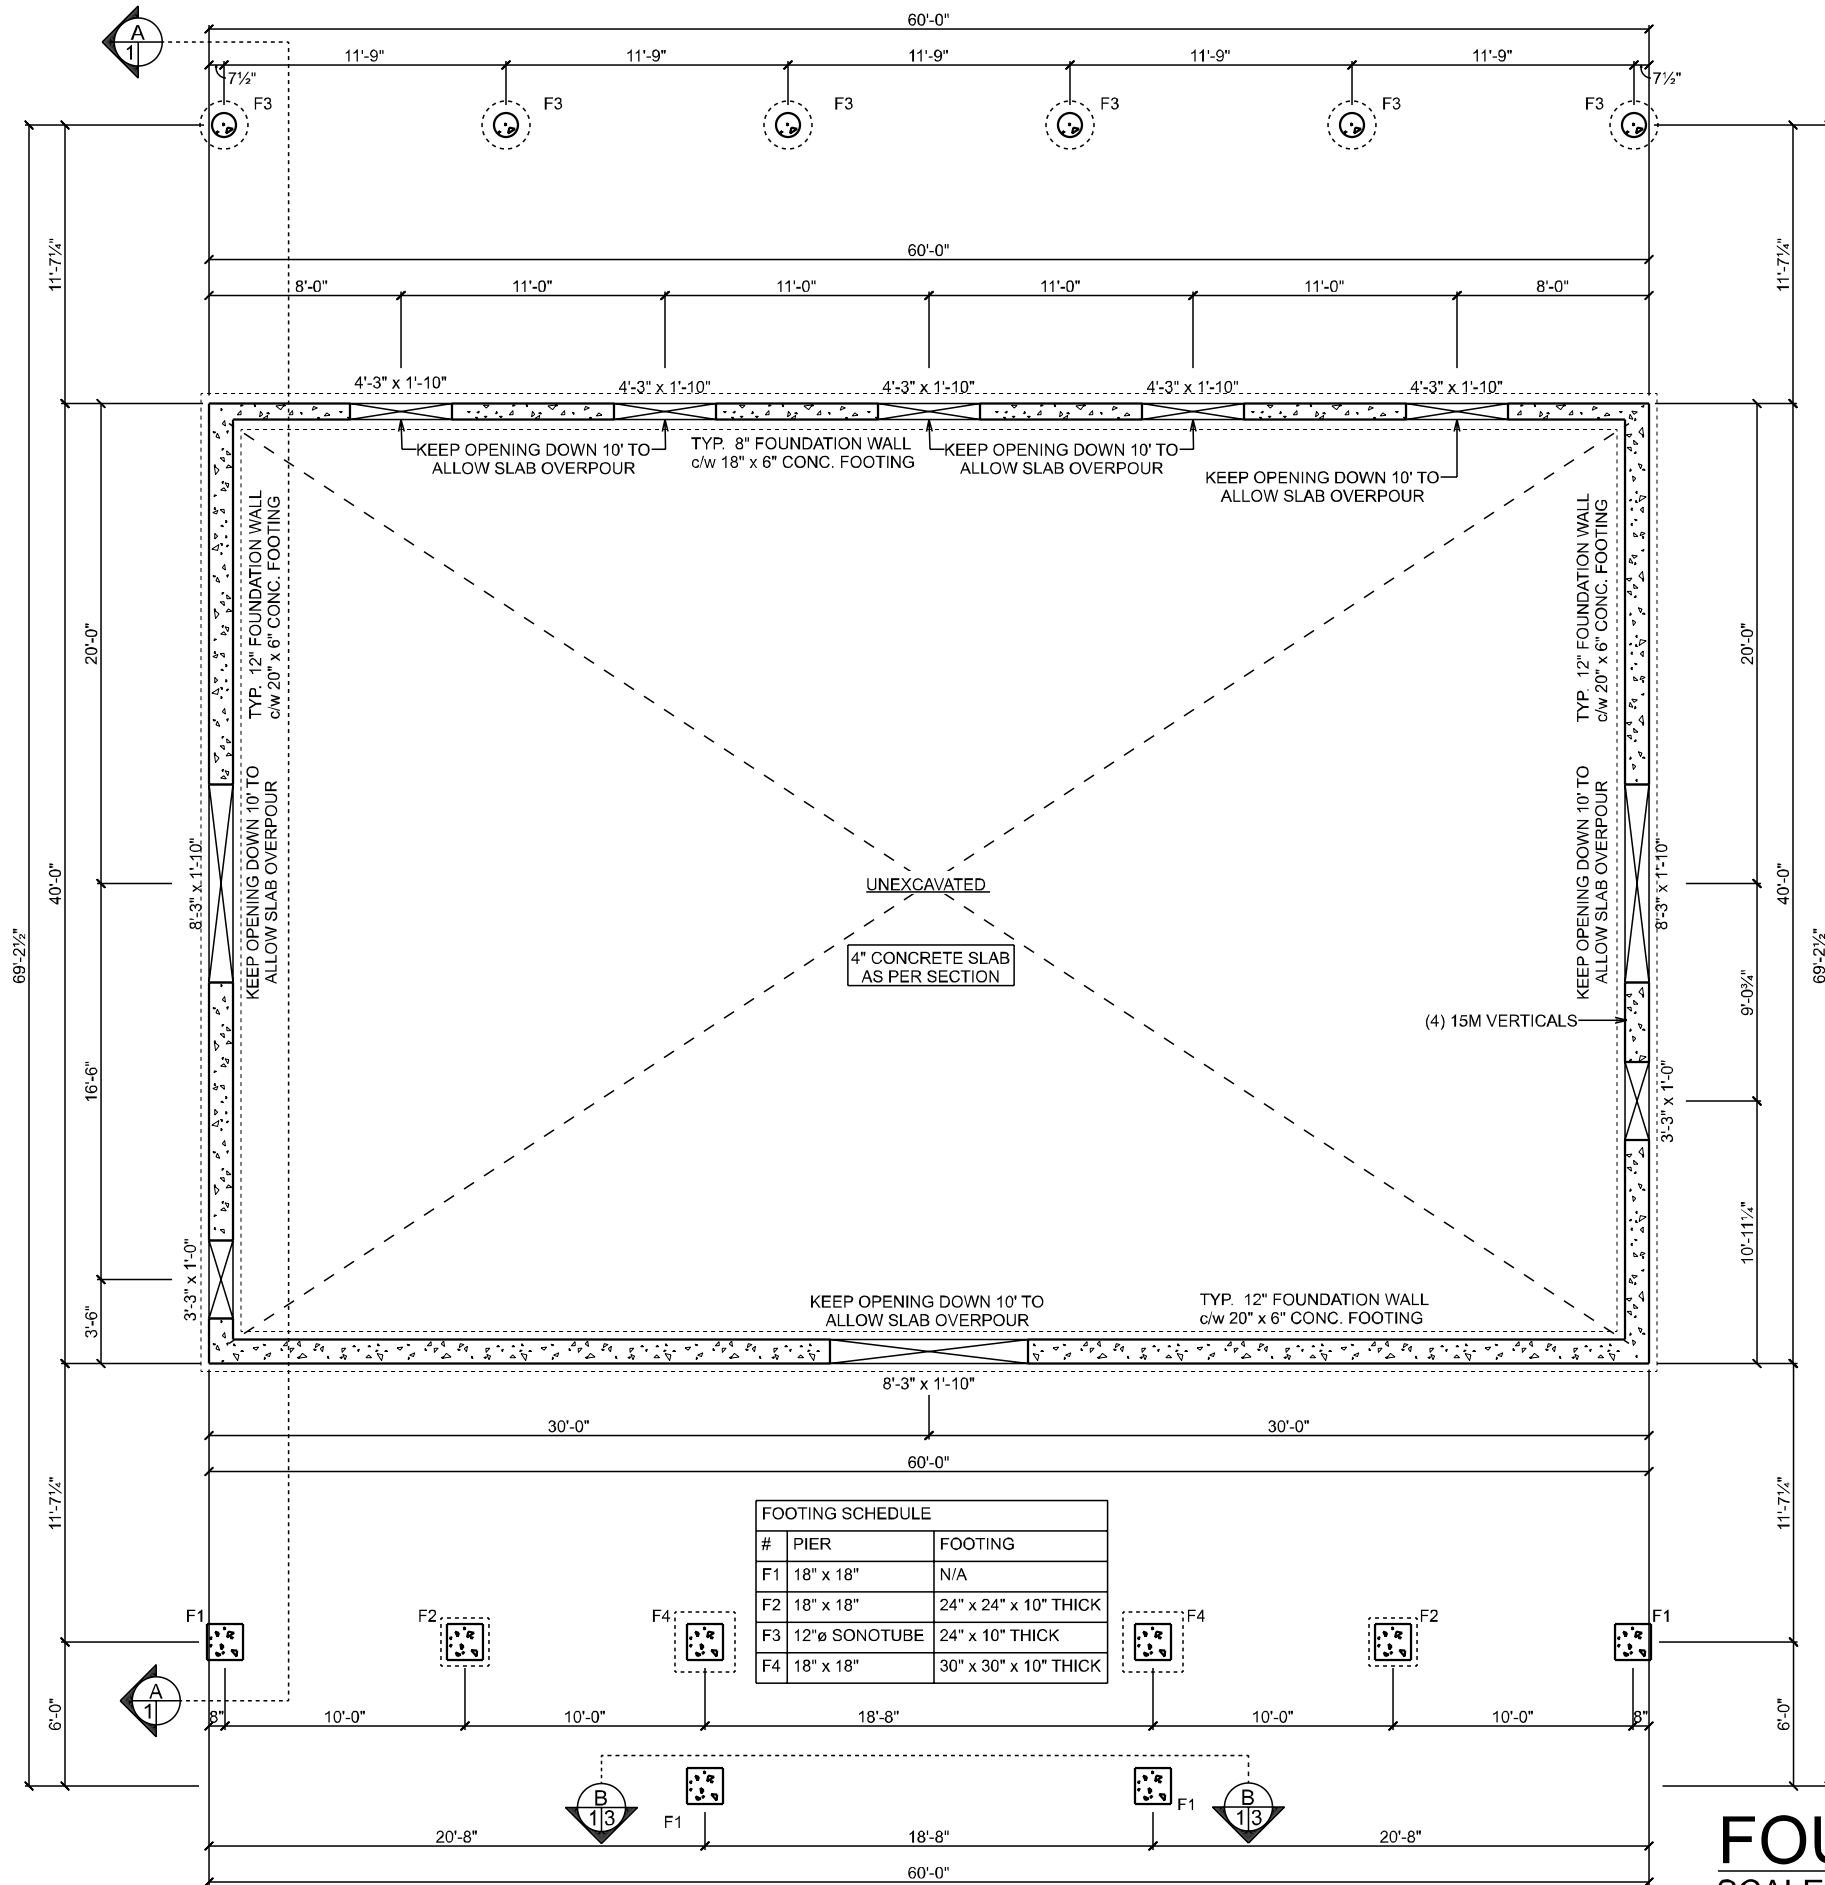 60'-0"
A
1
11'-9"
11'-9"
11'-9"
11'-9"
11'-9"
7½"
7½"
F3
F3
F3
F3
F3
F3
11'-7¼"
11'-7¼"
60'-0"
8'-0"
11'-0"
11'-0"
11'-0"
11'-0"
8'-0"
4'-3" x 1'-10"
4'-3" x 1'-10"
4'-3" x 1'-10"
4'-3" x 1'-10"
4'-3" x 1'-10"
KEEP OPENING DOWN 10' TO
ALLOW SLAB OVERPOUR
TYP. 8" FOUNDATION WALL
c/w 18" x 6" CONC. FOOTING
KEEP OPENING DOWN 10' TO
ALLOW SLAB OVERPOUR
KEEP OPENING DOWN 10' TO
ALLOW SLAB OVERPOUR
TYP. 12" FOUNDATION WALL
c/w 20" x 6" CONC. FOOTING
TYP. 12" FOUNDATION WALL
c/w 20" x 6" CONC. FOOTING
20'-0"
20'-0"
69'-2½"
40'-0"
8'-3" x 1'-10"
KEEP OPENING DOWN 10' TO
ALLOW SLAB OVERPOUR
UNEXCAVATED
4" CONCRETE SLAB
AS PER SECTION
KEEP OPENING DOWN 10' TO
ALLOW SLAB OVERPOUR
8'-3" x 1'-10"
40'-0"
69'-2½"
9'-0¾"
(4) 15M VERTICALS
16'-6"
3'-3" x 1'-0"
10'-11¼"
3'-3" x 1'-0"
3'-6"
KEEP OPENING DOWN 10' TO
ALLOW SLAB OVERPOUR
TYP. 12" FOUNDATION WALL
c/w 20" x 6" CONC. FOOTING
8'-3" x 1'-10"
30'-0"
30'-0"
60'-0"
11'-7¼"
11'-7¼"
FOOTING SCHEDULE
# PIER FOOTING
F1 18" x 18" N/A
F2 18" x 18" 24" x 24" x 10" THICK
F3 12"ø SONOTUBE 24" x 10" THICK
F4 18" x 18" 30" x 30" x 10" THICK
F1
F2
F4
F4
F2
F1
A
1
6'-0"
8"
10'-0"
10'-0"
18'-8"
10'-0"
10'-0"
8"
6'-0"
B
1 3
F1
F1
B
1 3
20'-8"
18'-8"
20'-8"
60'-0"
FOU
SCALE